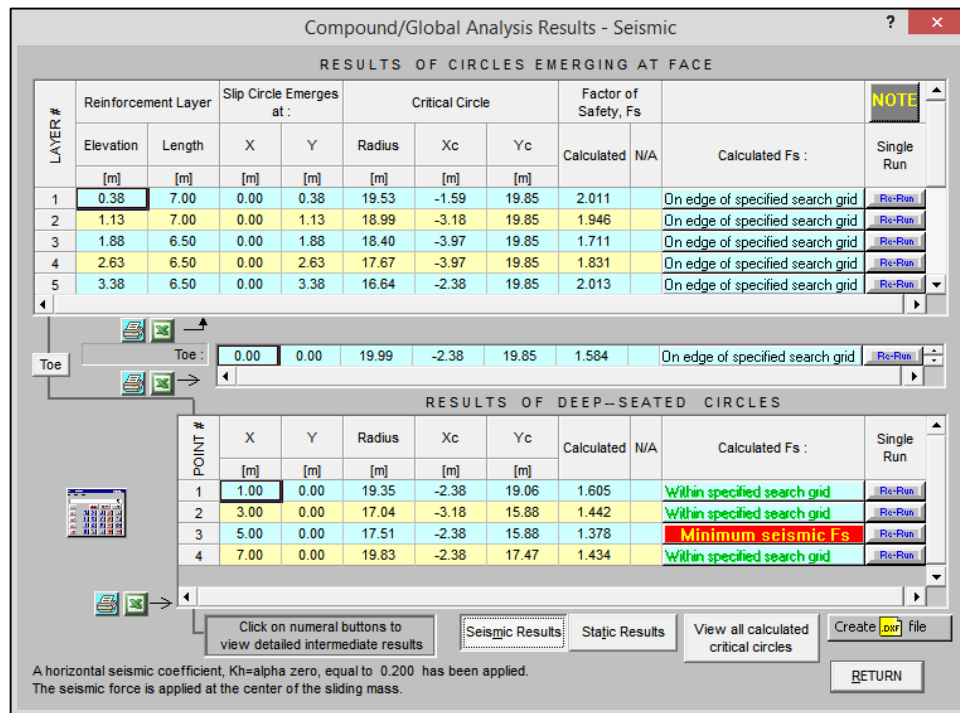 Compound/Global Analysis Results - Seismic ? ×
RESULTS OF CIRCLES EMERGING AT FACE
LAYER # Reinforcement Layer Slip Circle Emerges at : Critical Circle Factor of Safety, Fs NOTE
Elevation Length X Y Radius Xc Yc Calculated N/A Calculated Fs : Single Run
[m] [m] [m] [m] [m] [m] [m]
1 0.38 7.00 0.00 0.38 19.53 -1.59 19.85 2.011 On edge of specified search grid Re-Run
2 1.13 7.00 0.00 1.13 18.99 -3.18 19.85 1.946 On edge of specified search grid Re-Run
3 1.88 6.50 0.00 1.88 18.40 -3.97 19.85 1.711 On edge of specified search grid Re-Run
4 2.63 6.50 0.00 2.63 17.67 -3.97 19.85 1.831 On edge of specified search grid Re-Run
5 3.38 6.50 0.00 3.38 16.64 -2.38 19.85 2.013 On edge of specified search grid Re-Run
Toe Toe : 0.00 0.00 19.99 -2.38 19.85 1.584 On edge of specified search grid Re-Run
RESULTS OF DEEP--SEATED CIRCLES
POINT # X Y Radius Xc Yc Calculated N/A Calculated Fs : Single Run
[m] [m] [m] [m] [m]
1 1.00 0.00 19.35 -2.38 19.06 1.605 Within specified search grid Re-Run
2 3.00 0.00 17.04 -3.18 15.88 1.442 Within specified search grid Re-Run
3 5.00 0.00 17.51 -2.38 15.88 1.378 Minimum seismic Fs Re-Run
4 7.00 0.00 19.83 -2.38 17.47 1.434 Within specified search grid Re-Run
Click on numeral buttons to
view detailed intermediate results
Seismic Results Static Results
View all calculated
critical circles
Create .DXF file
A horizontal seismic coefficient, Kh=alpha zero, equal to 0.200 has been applied.
The seismic force is applied at the center of the sliding mass.
RETURN